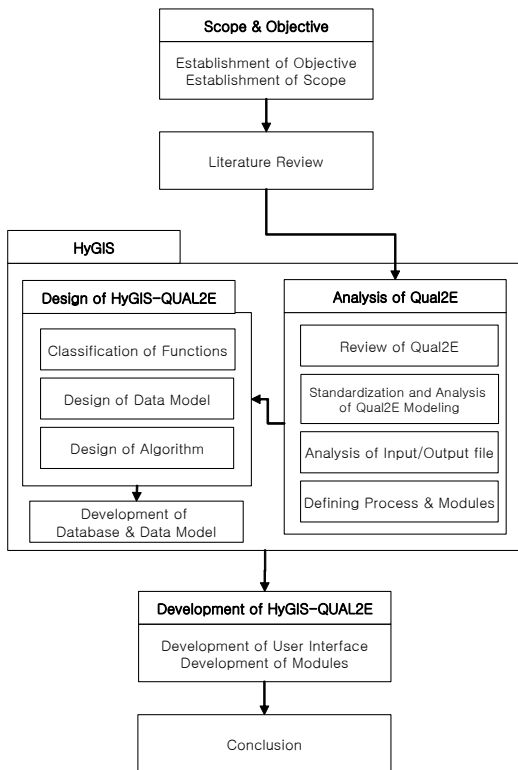 Scope & Objective
Establishment of Objective
Establishment of Scope
Literature Review
HyGIS
Design of HyGIS-QUAL2E
Classification of Functions
Design of Data Model
Design of Algorithm
Development of
Database & Data Model
Analysis of Qual2E
Review of Qual2E
Standardization and Analysis
of Qual2E Modeling
Analysis of Input/Output file
Defining Process & Modules
Development of HyGIS-QUAL2E
Development of User Interface
Development of Modules
Conclusion